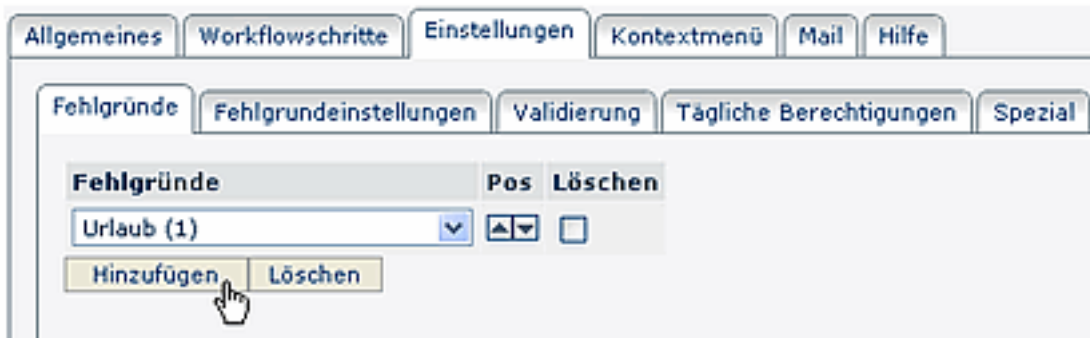 Allgemeines Workflowschritte Einstellungen Kontextmenü Mail Hilfe
Fehlgründe Fehlgrundeinstellungen Validierung Tägliche Berechtigungen Spezial
Fehlgründe Pos Löschen
Urlaub (1)
Hinzufügen Löschen